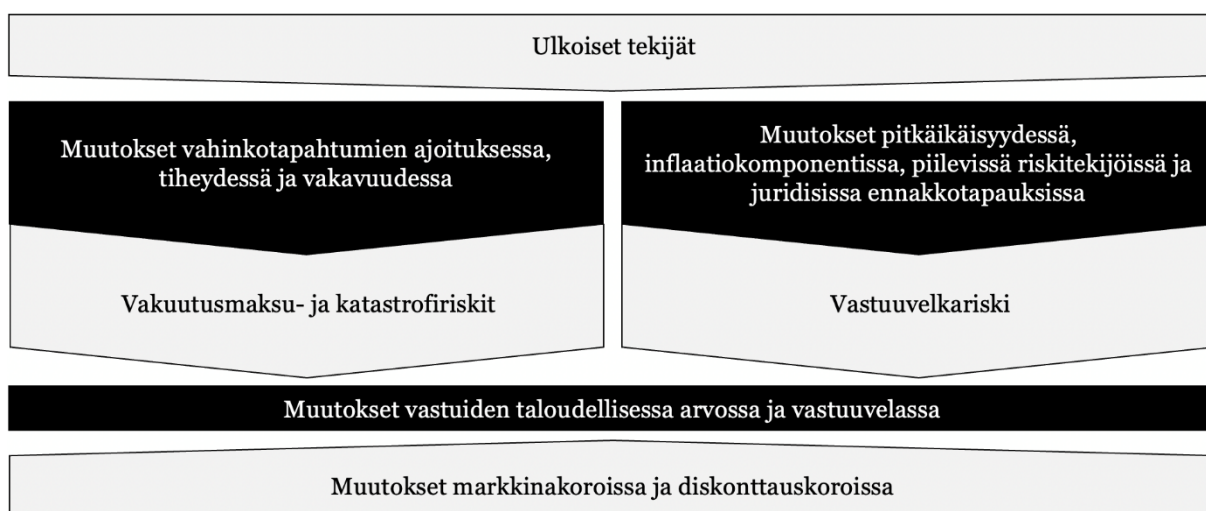 Ulkoiset tekijät
Muutokset vahinkotapahtumien ajoituksessa,
tiheydessä ja vakavuudessa
Muutokset pitkäikäisyydessä,
inflaatiokomponentissa, piilevissä riskitekijöissä ja
juridisissa ennakkotapauksissa
Vakuutusmaksu- ja katastrofiriskit
Vastuuvelkariski
Muutokset vastuiden taloudellisessa arvossa ja vastuuvelassa
Muutokset markkinakoroissa ja diskonttauskoroissa